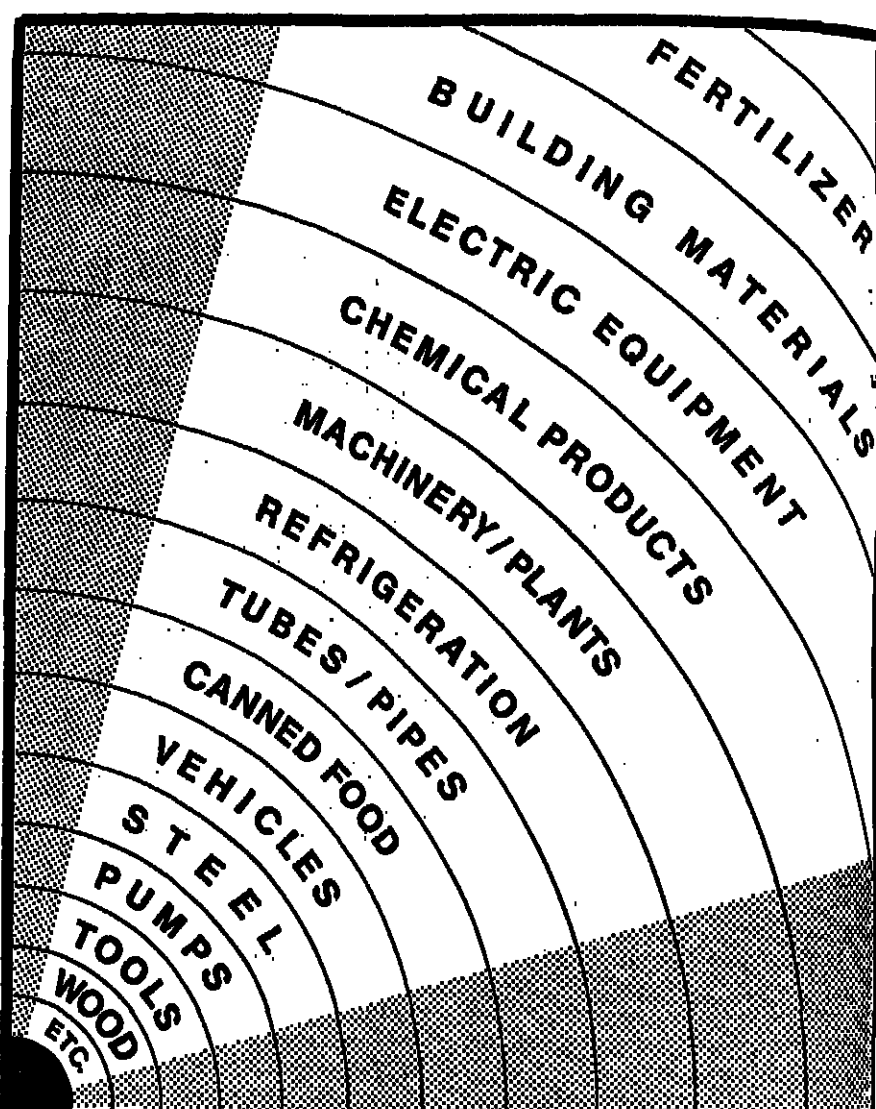 FERTILIZER
BUILDING MATERIALS
ELECTRIC EQUIPMENT
CHEMICAL PRODUCTS
MACHINERY/PLANTS
REFRIGERATION
TUBES/PIPES
CANNED FOOD
VEHICLES
STEEL
PUMPS
TOOLS
WOOD
ETC.